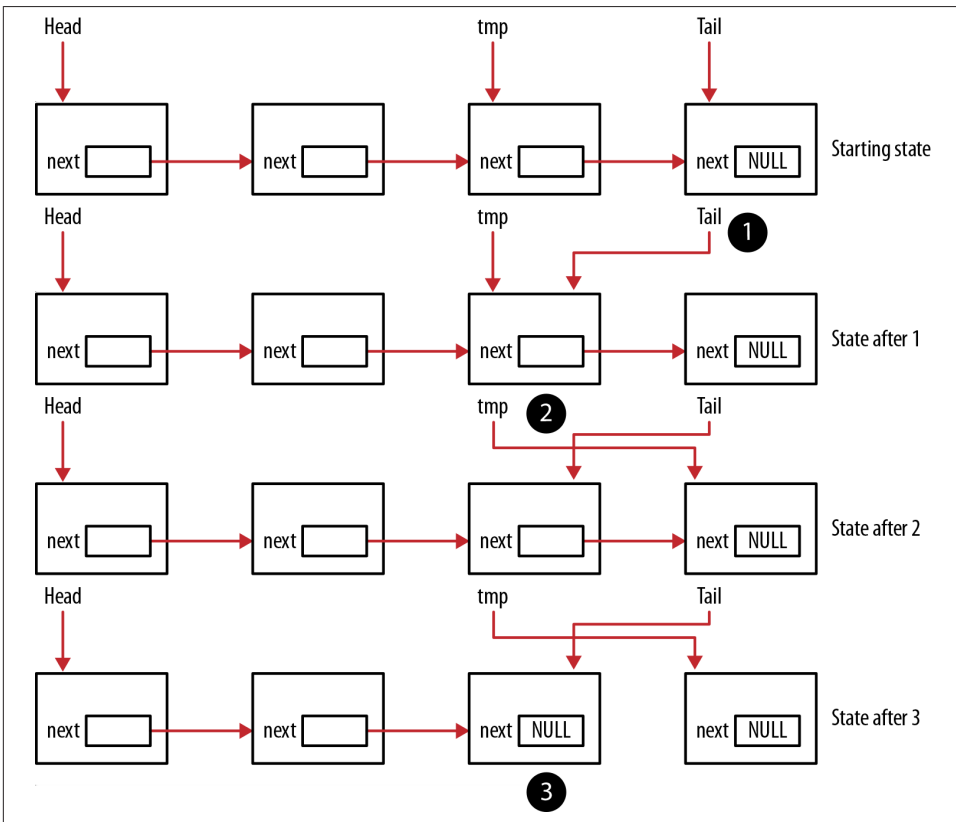 Head tmp Tail
next next next next NULL Starting state
Head tmp Tail 1
next next next next NULL State after 1
2
Head tmp Tail
next next next next NULL State after 2
Head tmp Tail
next next next NULL next NULL State after 3
3